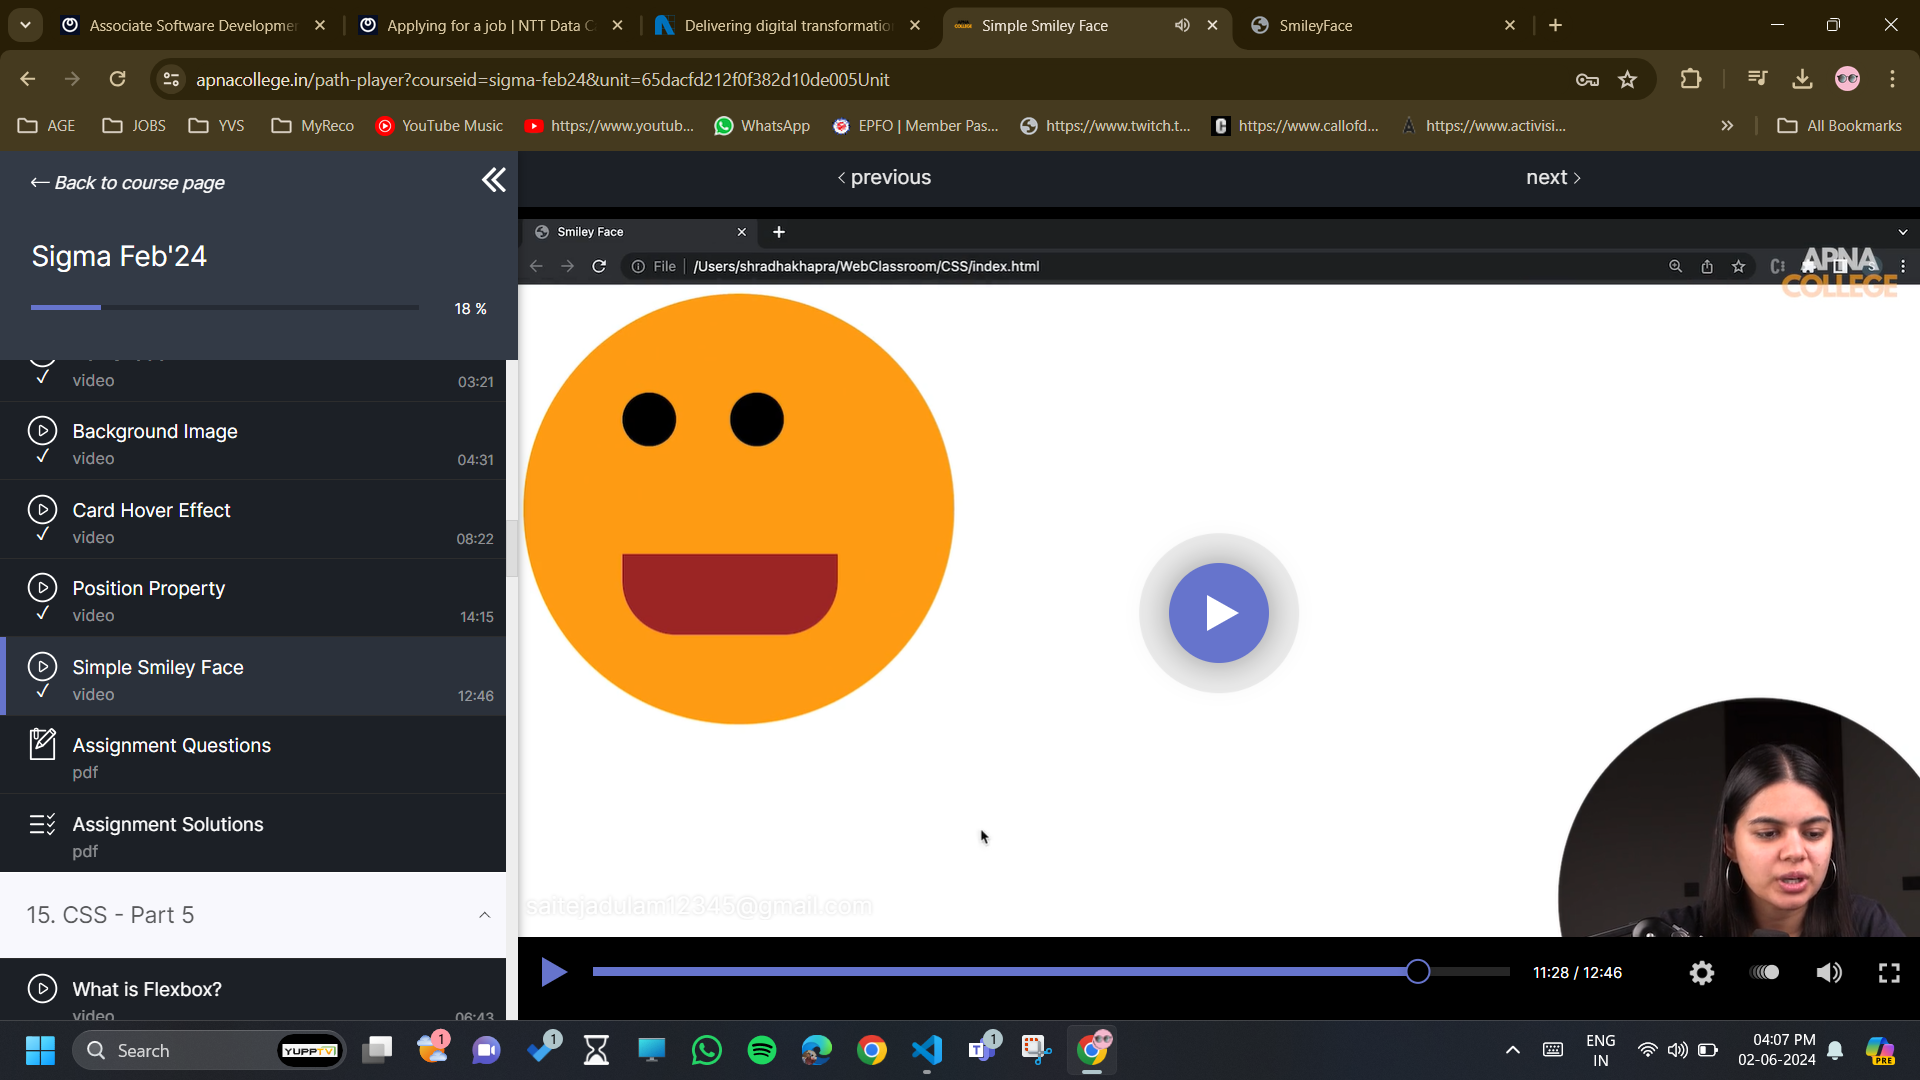 Associate Software Developmer
Applying for a job | NTT Data C
Delivering digital transformatio
Simple Smiley Face
SmileyFace
apnacollege.in/path-player?courseid=sigma-feb24&unit=65dacfd212f0f382d10de005Unit
AGE
JOBS
YVS
MyReco
YouTube Music
https://www.youtub...
WhatsApp
EPFO | Member Pas...
https://www.twitch.t...
https://www.callofd...
https://www.activisi...
All Bookmarks
Back to course page
previous
next
Sigma Feb'24
18 %
Smiley Face
File
/Users/shradhakhapra/WebClassroom/CSS/index.html
APNA
COLLEGE
video
03:21
Background Image
video
04:31
Card Hover Effect
video
08:22
Position Property
video
14:15
Simple Smiley Face
video
12:46
Assignment Questions
pdf
Assignment Solutions
pdf
15. CSS - Part 5
What is Flexbox?
video
06:43
saitejadulam12345@gmail.com
11:28 / 12:46
Search
YUPPTV
1
1
1
PRE
ENG
IN
04:07 PM
02-06-2024